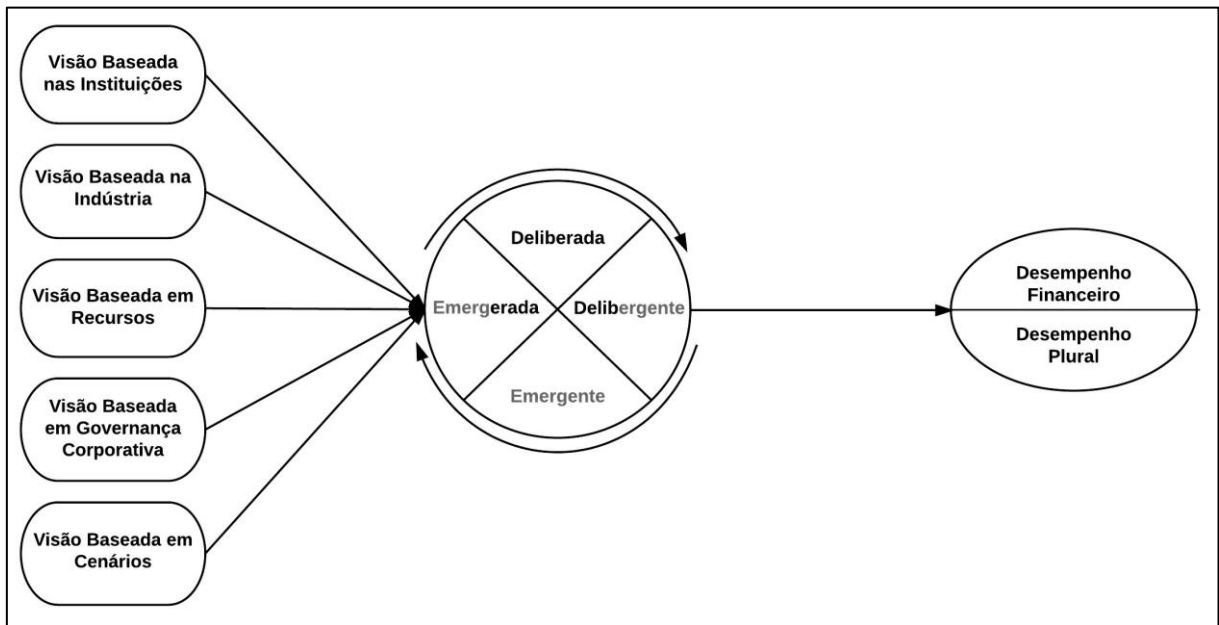 Visão Baseada
nas Instituições
Visão Baseada na
Indústria
Visão Baseada em
Recursos
Visão Baseada
em Governança
Corporativa
Visão Baseada em
Cenários
Deliberada
Emergerada
Delibergente
Emergente
Desempenho
Financeiro
Desempenho
Plural